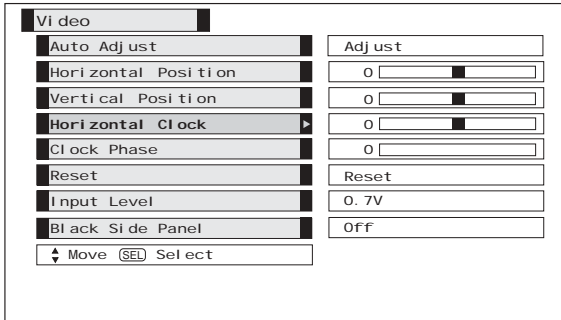 Video
Auto Adjust Adjust
Horizontal Position 0
Vertical Position 0
Horizontal Clock 0
Clock Phase 0
Reset Reset
Input Level 0.7V
Black Side Panel Off
Move SEL Select